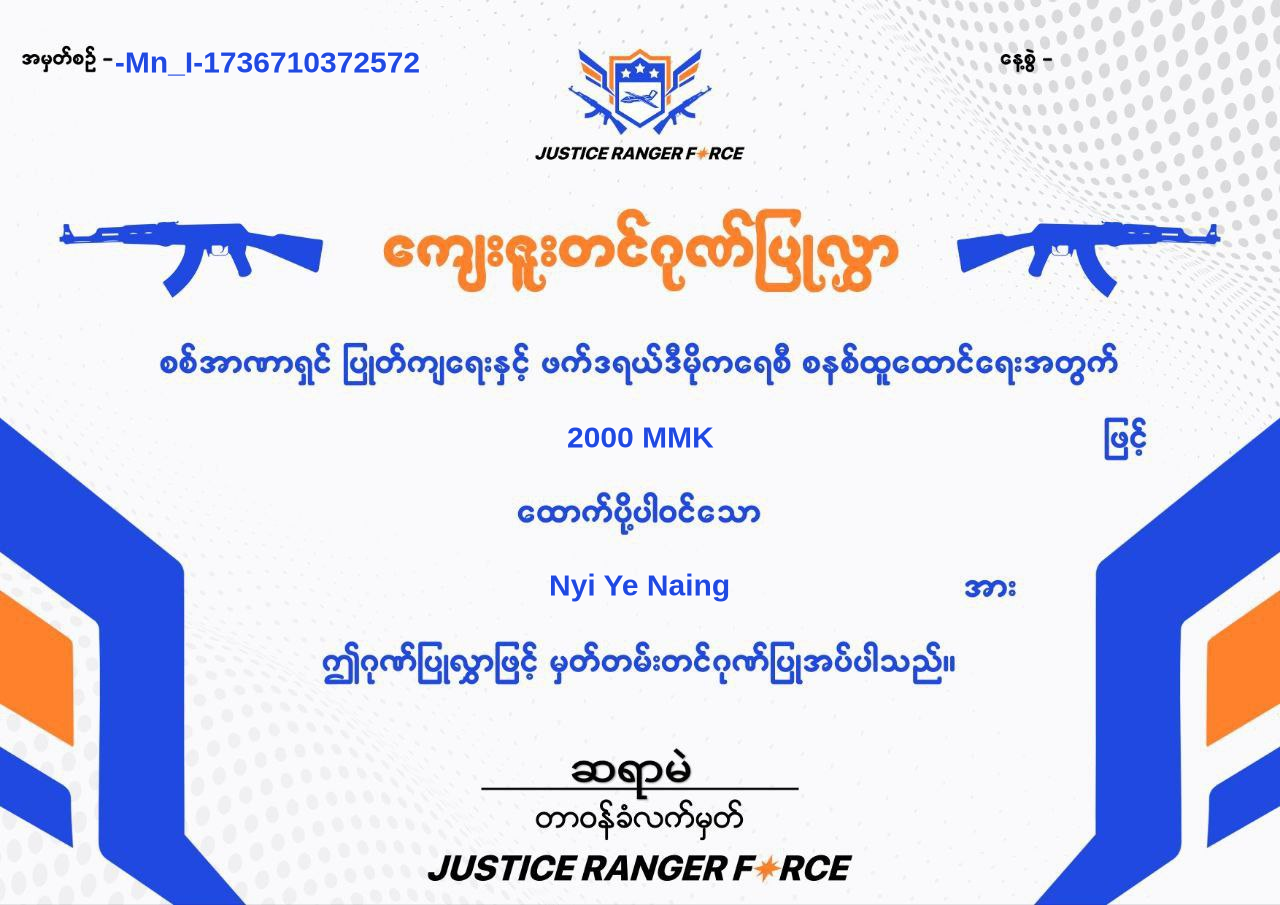 အမှတ်စဉ် --Mn_I-1736710372572
နေ့စွဲ -
JUSTICE RANGER FORCE
ကျေးဇူးတင်ဂုဏ်ပြုလွှာ
စစ်အာဏာရှင် ပြုတ်ကျရေးနှင့် ဖက်ဒရယ်ဒီမိုကရေစီ စနစ်ထူထောင်ရေးအတွက်
2000 MMK ဖြင့်
ထောက်ပို့ပါဝင်သော
Nyi Ye Naing အား
ဤဂုဏ်ပြုလွှာဖြင့် မှတ်တမ်းတင်ဂုဏ်ပြုအပ်ပါသည်။
ဆရာမဲ
တာဝန်ခံလက်မှတ်
JUSTICE RANGER FORCE